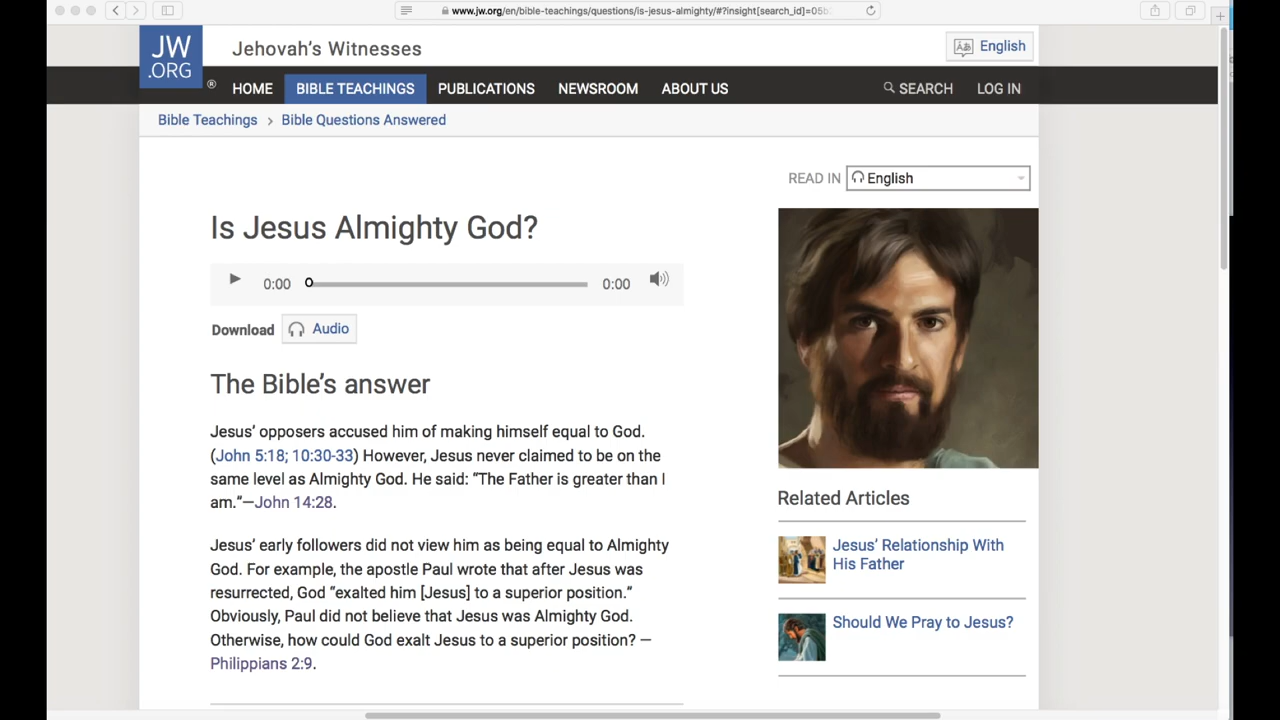 www.jw.org/en/bible-teachings/questions/is-jesus-almighty/#?insight[search_id]=05b
JW
.ORG
®
Jehovah's Witnesses
English
HOME
BIBLE TEACHINGS
PUBLICATIONS
NEWSROOM
ABOUT US
SEARCH
LOG IN
Bible Teachings > Bible Questions Answered
READ IN
English
Is Jesus Almighty God?
0:00
0:00
Download
Audio
The Bible's answer
Jesus' opposers accused him of making himself equal to God.
(John 5:18; 10:30-33) However, Jesus never claimed to be on the
same level as Almighty God. He said: “The Father is greater than I
am.”—John 14:28.
Jesus' early followers did not view him as being equal to Almighty
God. For example, the apostle Paul wrote that after Jesus was
resurrected, God “exalted him [Jesus] to a superior position.”
Obviously, Paul did not believe that Jesus was Almighty God.
Otherwise, how could God exalt Jesus to a superior position? —
Philippians 2:9.
Related Articles
Jesus' Relationship With
His Father
Should We Pray to Jesus?